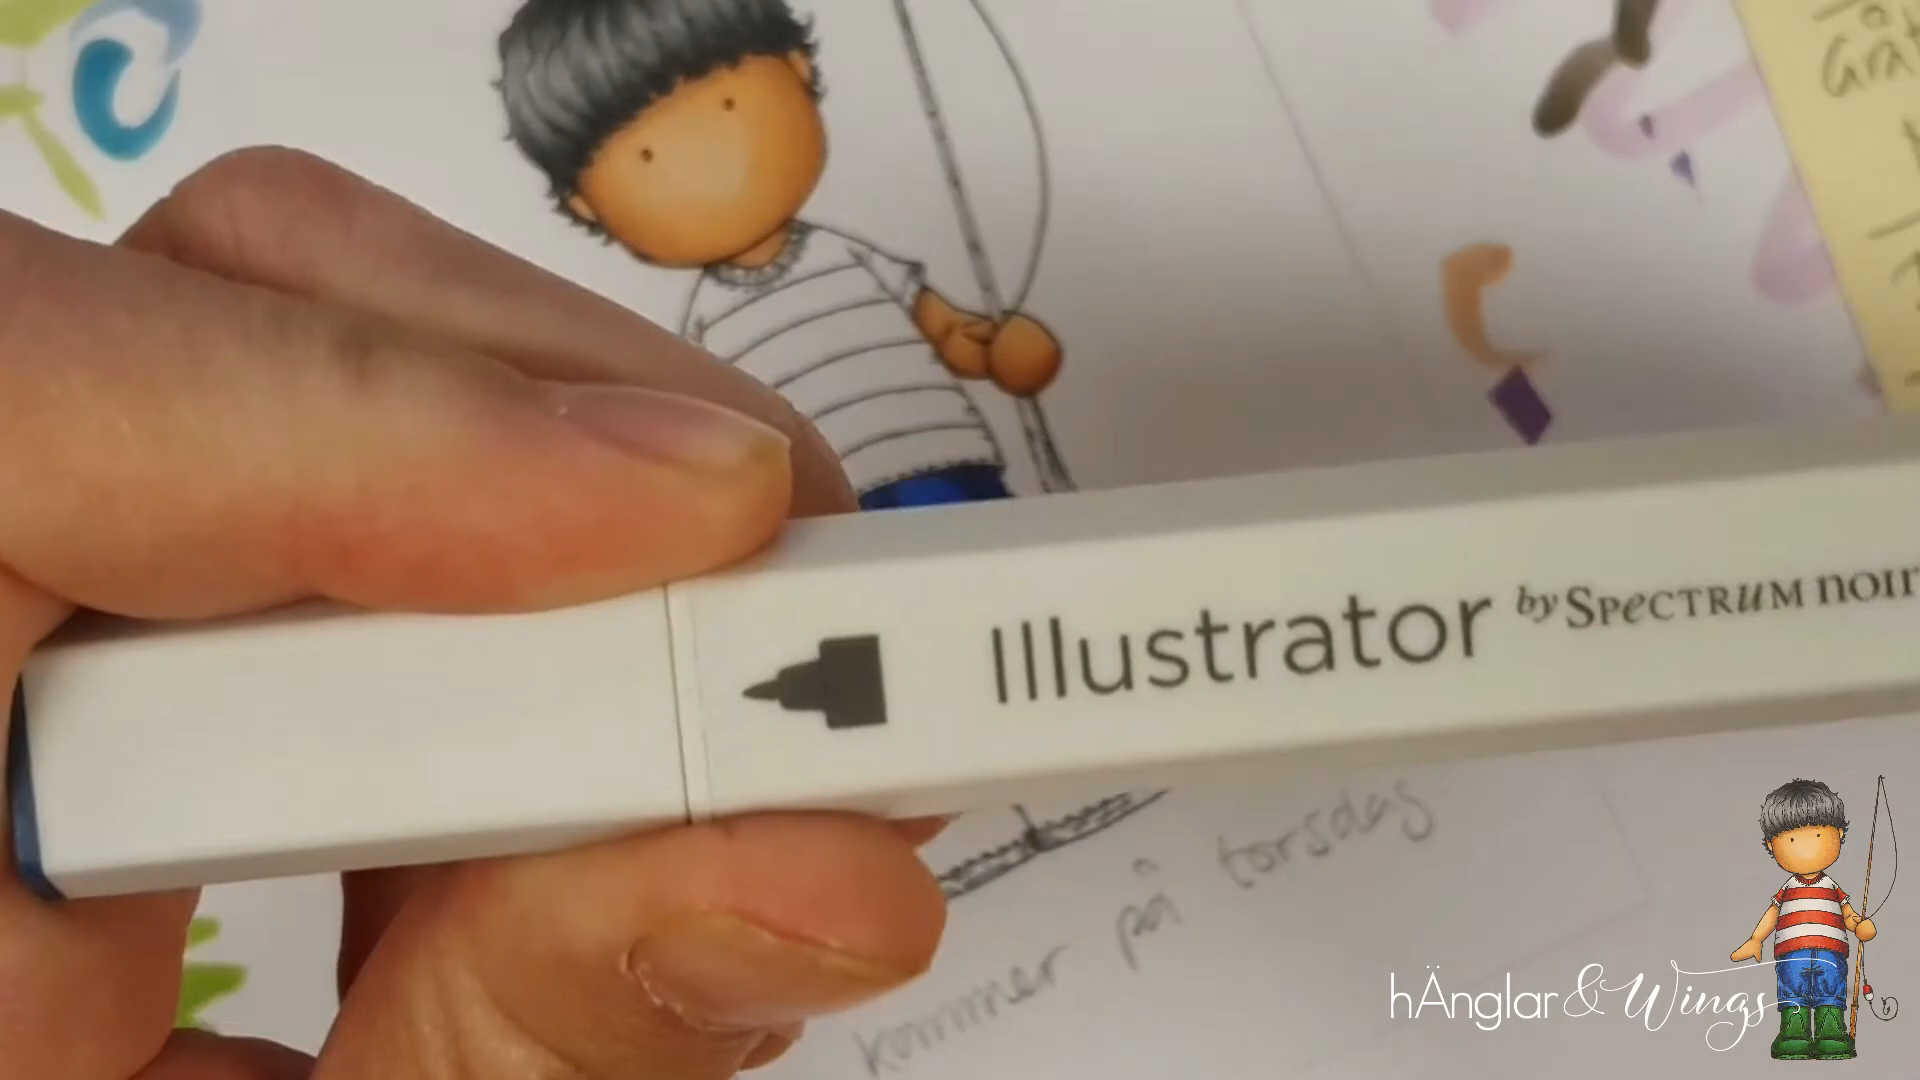 Illustrator by SPECTRUM noir
kommer på torsdag
hÄnglar & Wings